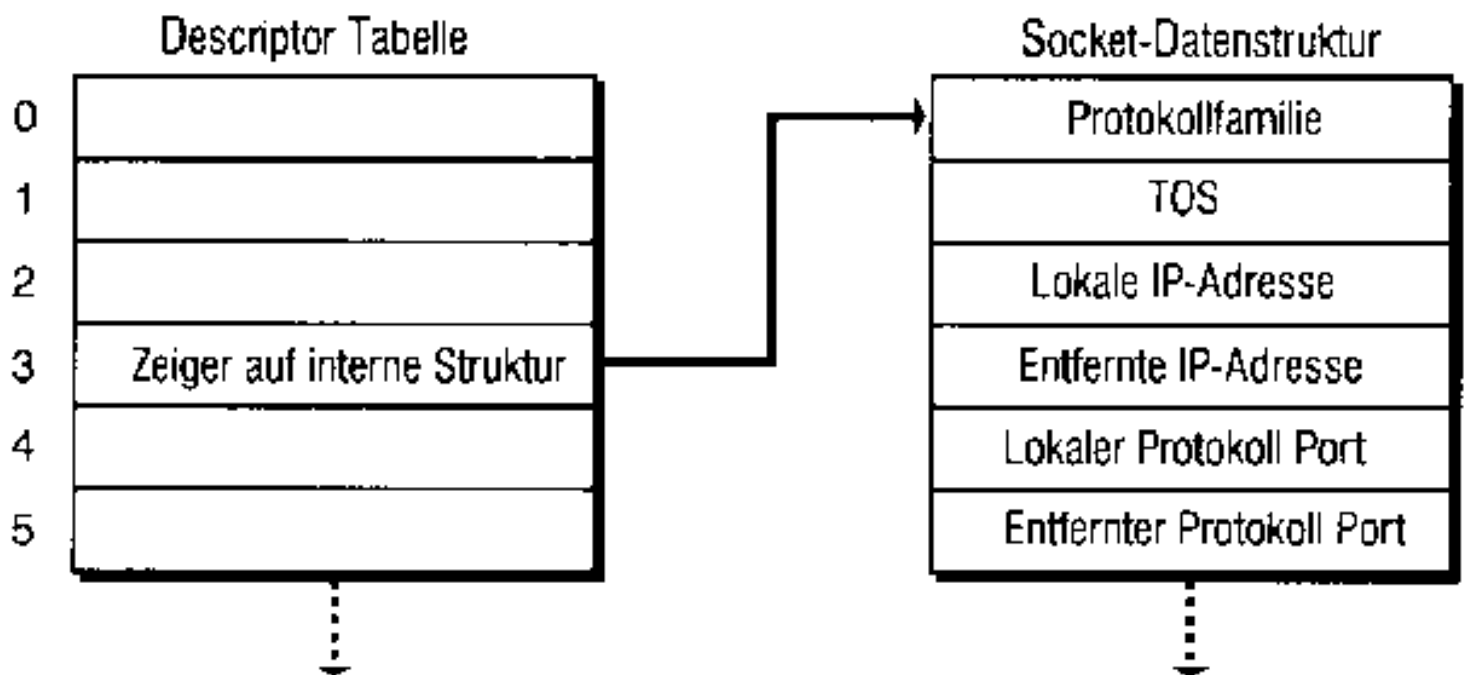 Descriptor Tabelle
0
1
2
3 Zeiger auf interne Struktur
4
5
Socket-Datenstruktur
Protokollfamilie
TOS
Lokale IP-Adresse
Entfernte IP-Adresse
Lokaler Protokoll Port
Entfernter Protokoll Port